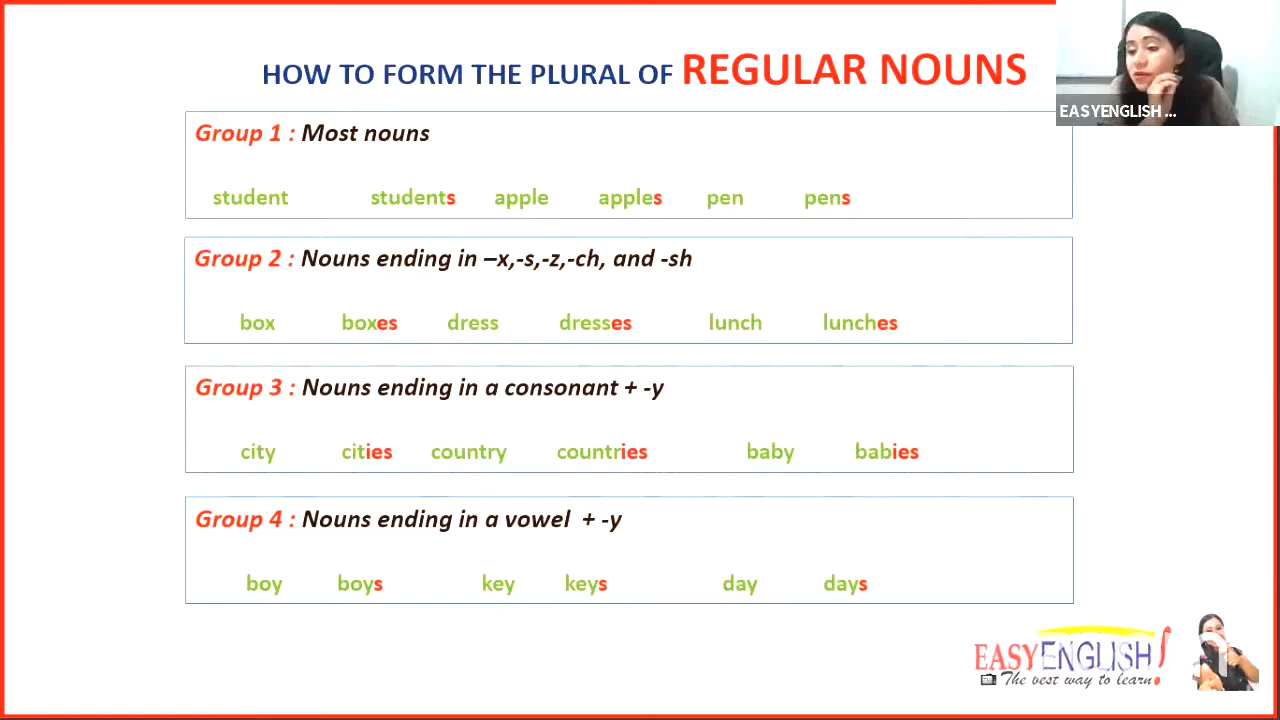 HOW TO FORM THE PLURAL OF REGULAR NOUNS
EASYENGLISH ...
Group 1 : Most nouns
student students apple apples pen pens
Group 2 : Nouns ending in –x,-s,-z,-ch, and -sh
box boxes dress dresses lunch lunches
Group 3 : Nouns ending in a consonant + -y
city cities country countries baby babies
Group 4 : Nouns ending in a vowel + -y
boy boys key keys day days
EASYENGLISH!
The best way to learn!